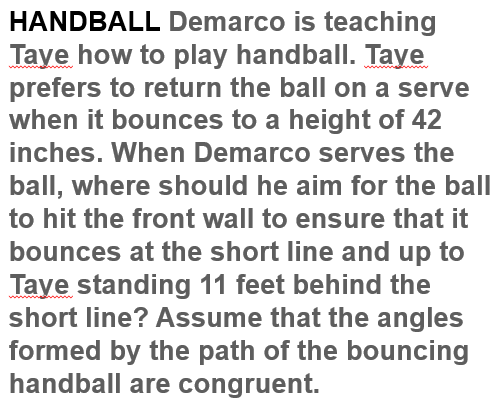 HANDBALL Demarco is teaching
Taye how to play handball. Taye
prefers to return the ball on a serve
when it bounces to a height of 42
inches. When Demarco serves the
ball, where should he aim for the ball
to hit the front wall to ensure that it
bounces at the short line and up to
Taye standing 11 feet behind the
short line? Assume that the angles
formed by the path of the bouncing
handball are congruent.